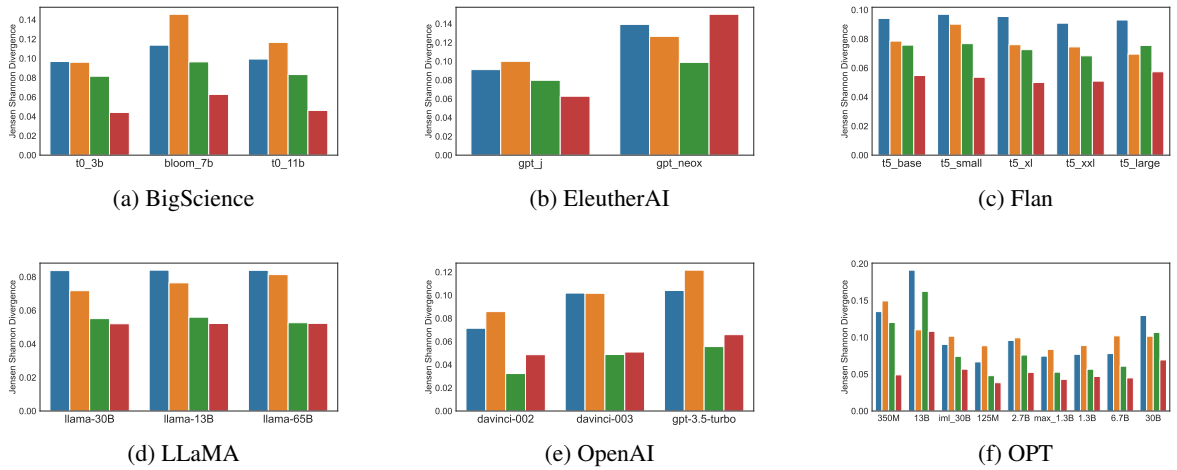 Jensen Shannon Divergence
0.14
0.12
0.10
0.08
0.06
0.04
0.02
0.00
t0_3b bloom_7b t0_11b
(a) BigScience
Jensen Shannon Divergence
0.14
0.12
0.10
0.08
0.06
0.04
0.02
0.00
gpt_j gpt_neox
(b) EleutherAI
Jensen Shannon Divergence
0.10
0.08
0.06
0.04
0.02
0.00
t5_base t5_small t5_xl t5_xxl t5_large
(c) Flan
Jensen Shannon Divergence
0.08
0.06
0.04
0.02
0.00
llama-30B llama-13B llama-65B
(d) LLaMA
Jensen Shannon Divergence
0.12
0.10
0.08
0.06
0.04
0.02
0.00
davinci-002 davinci-003 gpt-3.5-turbo
(e) OpenAI
Jensen Shannon Divergence
0.20
0.15
0.10
0.05
0.00
350M 13B iml_30B 125M 2.7B max_1.3B 1.3B 6.7B 30B
(f) OPT